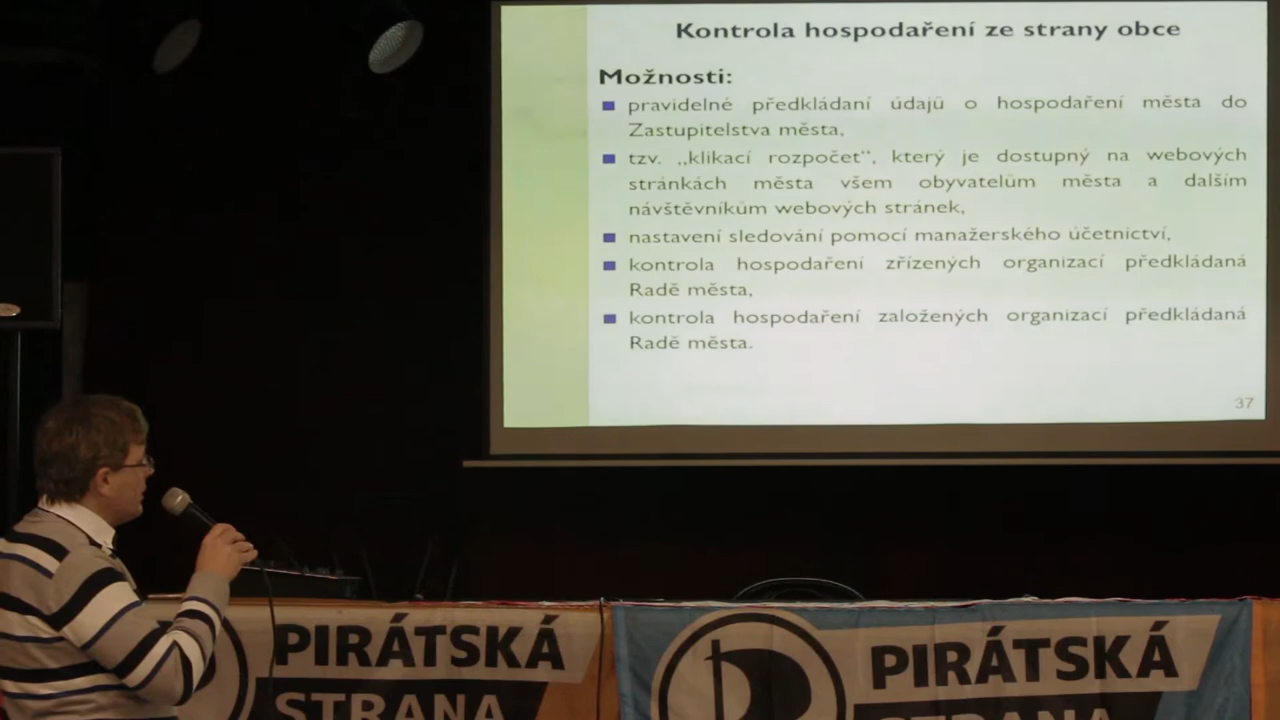 Kontrola hospodaření ze strany obce
Možnosti:
pravidelné předkládaní údajů o hospodaření města do
Zastupitelstva města,
tzv. „klikací rozpočet“, který je dostupný na webových
stránkách města všem obyvatelům města a dalším
návštěvníkům webových stránek,
nastavení sledování pomocí manažerského účetnictví,
kontrola hospodaření zřízených organizací předkládaná
Radě města,
kontrola hospodaření založených organizací předkládaná
Radě města.
37
PIRÁTSKÁ
STRANA
PIRÁTSKÁ
STRANA